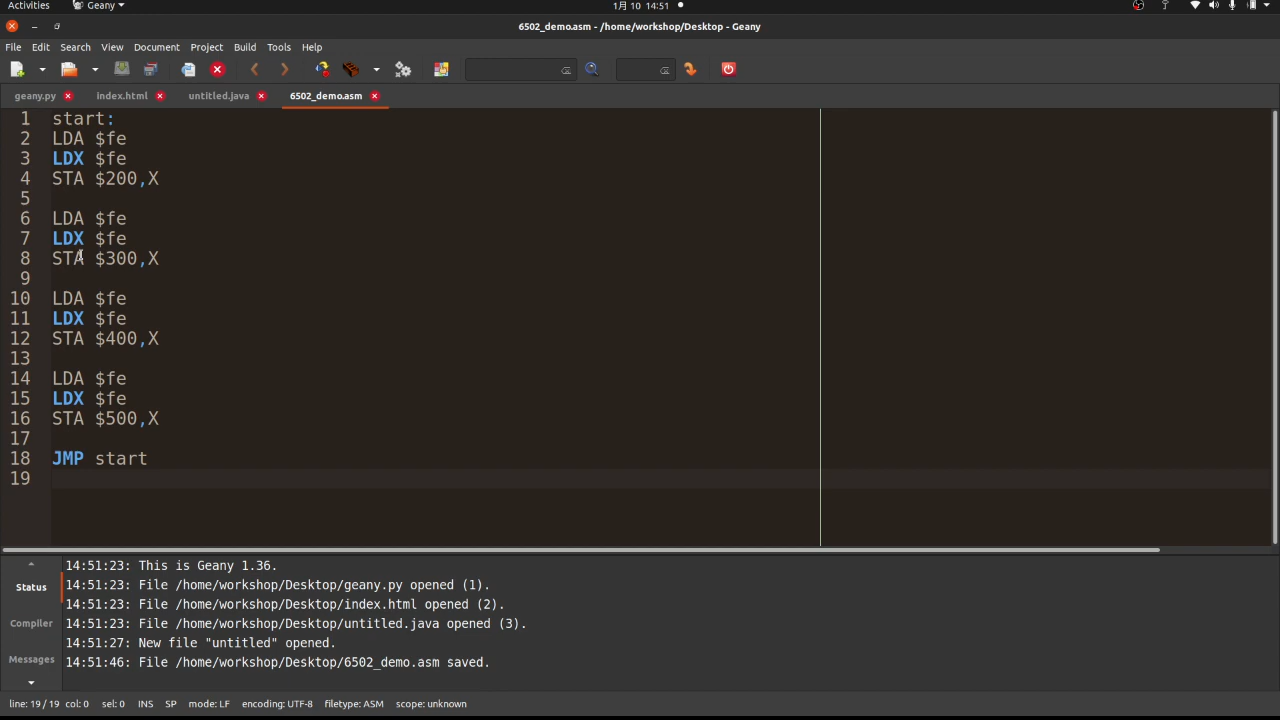 Activities Geany 1月 10 14:51
6502_demo.asm - /home/workshop/Desktop - Geany
File Edit Search View Document Project Build Tools Help
geany.py index.html untitled.java 6502_demo.asm
1 start:
2 LDA $fe
3 LDX $fe
4 STA $200,X
5
6 LDA $fe
7 LDX $fe
8 STA $300,X
9
10 LDA $fe
11 LDX $fe
12 STA $400,X
13
14 LDA $fe
15 LDX $fe
16 STA $500,X
17
18 JMP start
19
Status
Compiler
Messages
14:51:23: This is Geany 1.36.
14:51:23: File /home/workshop/Desktop/geany.py opened (1).
14:51:23: File /home/workshop/Desktop/index.html opened (2).
14:51:23: File /home/workshop/Desktop/untitled.java opened (3).
14:51:27: New file "untitled" opened.
14:51:46: File /home/workshop/Desktop/6502_demo.asm saved.
line: 19 / 19 col: 0 sel: 0 INS SP mode: LF encoding: UTF-8 filetype: ASM scope: unknown